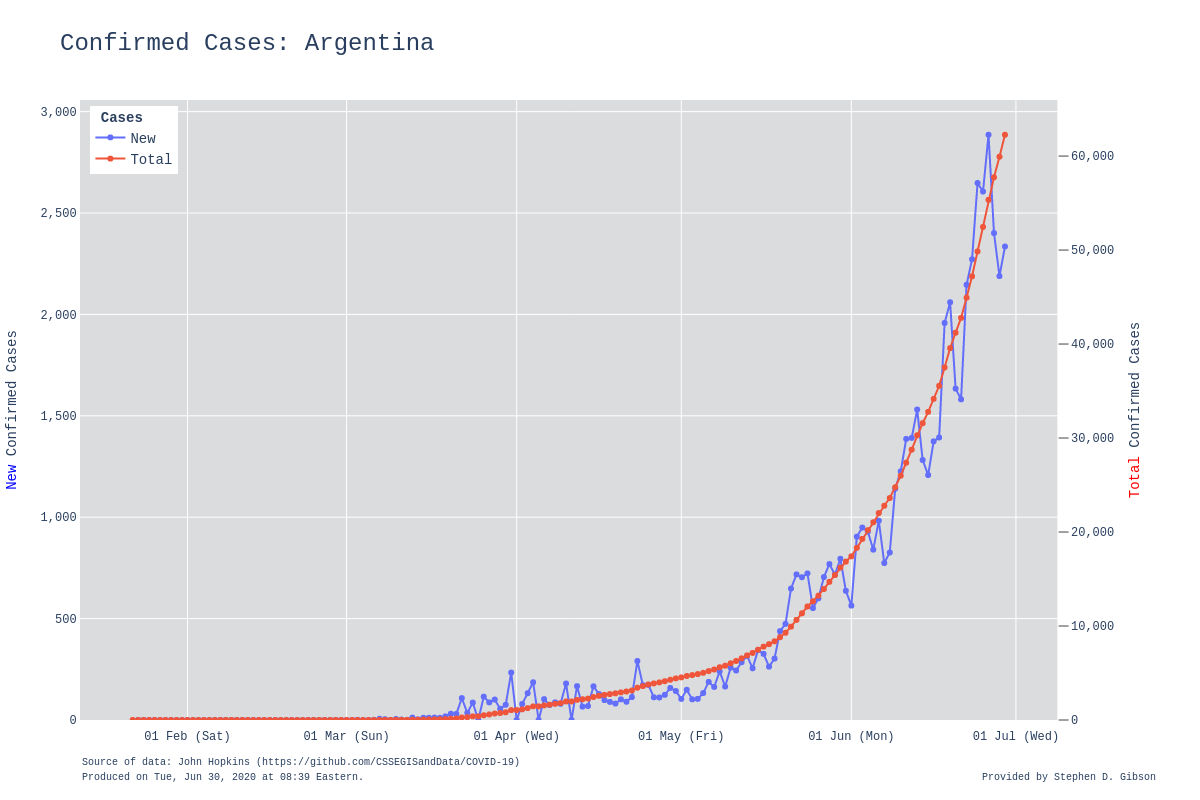 Confirmed Cases: Argentina
Cases
New
Total
3,000
2,500
2,000
1,500
1,000
500
0
60,000
50,000
40,000
30,000
20,000
10,000
0
New Confirmed Cases
Total Confirmed Cases
01 Feb (Sat)
01 Mar (Sun)
01 Apr (Wed)
01 May (Fri)
01 Jun (Mon)
01 Jul (Wed)
Source of data: John Hopkins (https://github.com/CSSEGISandData/COVID-19)
Produced on Tue, Jun 30, 2020 at 08:39 Eastern.
Provided by Stephen D. Gibson